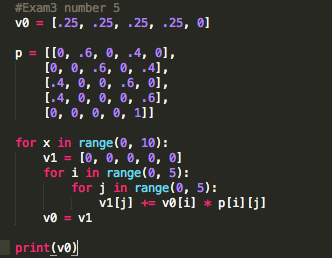 #Exam3 number 5
v0 = [.25, .25, .25, .25, 0]

p = [[0, .6, 0, .4, 0],
    [0, 0, .6, 0, .4],
    [.4, 0, 0, .6, 0],
    [.4, 0, 0, 0, .6],
    [0, 0, 0, 0, 1]]

for x in range(0, 10):
    v1 = [0, 0, 0, 0, 0]
    for i in range(0, 5):
        for j in range(0, 5):
            v1[j] += v0[i] * p[i][j]
    v0 = v1

print(v0)